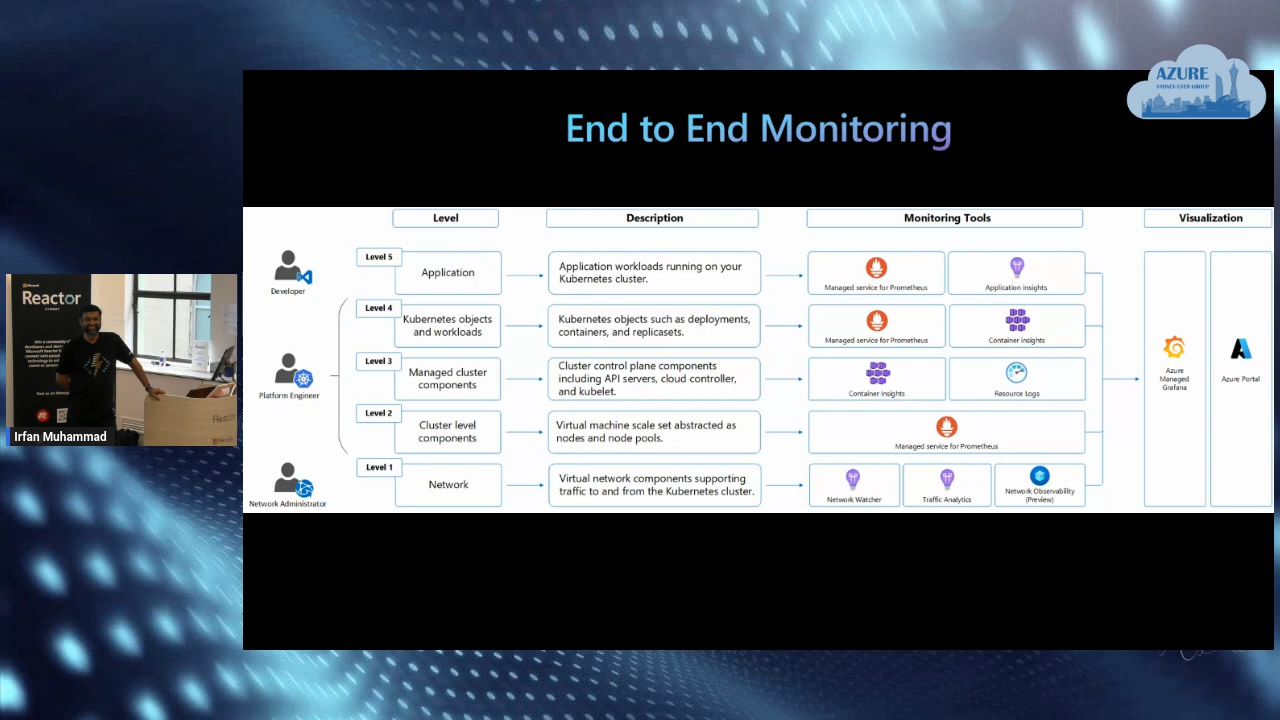 AZURE
SYDNEY USER GROUP
End to End Monitoring
Level
Description
Monitoring Tools
Visualization
Developer
Level 5
Application
Application workloads running on your
Kubernetes cluster.
Managed service for Prometheus
Application insights
Level 4
Kubernetes objects
and workloads
Kubernetes objects such as deployments,
containers, and replicasets.
Managed service for Prometheus
Container insights
Platform Engineer
Level 3
Managed cluster
components
Cluster control plane components
including API servers, cloud controller,
and kubelet.
Container insights
Resource Logs
Level 2
Cluster level
components
Virtual machine scale set abstracted as
nodes and node pools.
Managed service for Prometheus
Network Administrator
Level 1
Network
Virtual network components supporting
traffic to and from the Kubernetes cluster.
Network Watcher
Traffic Analytics
Network Observability
(Preview)
Azure
Managed
Grafana
Azure Portal
Microsoft
Reactor
SYDNEY
Irfan Muhammad